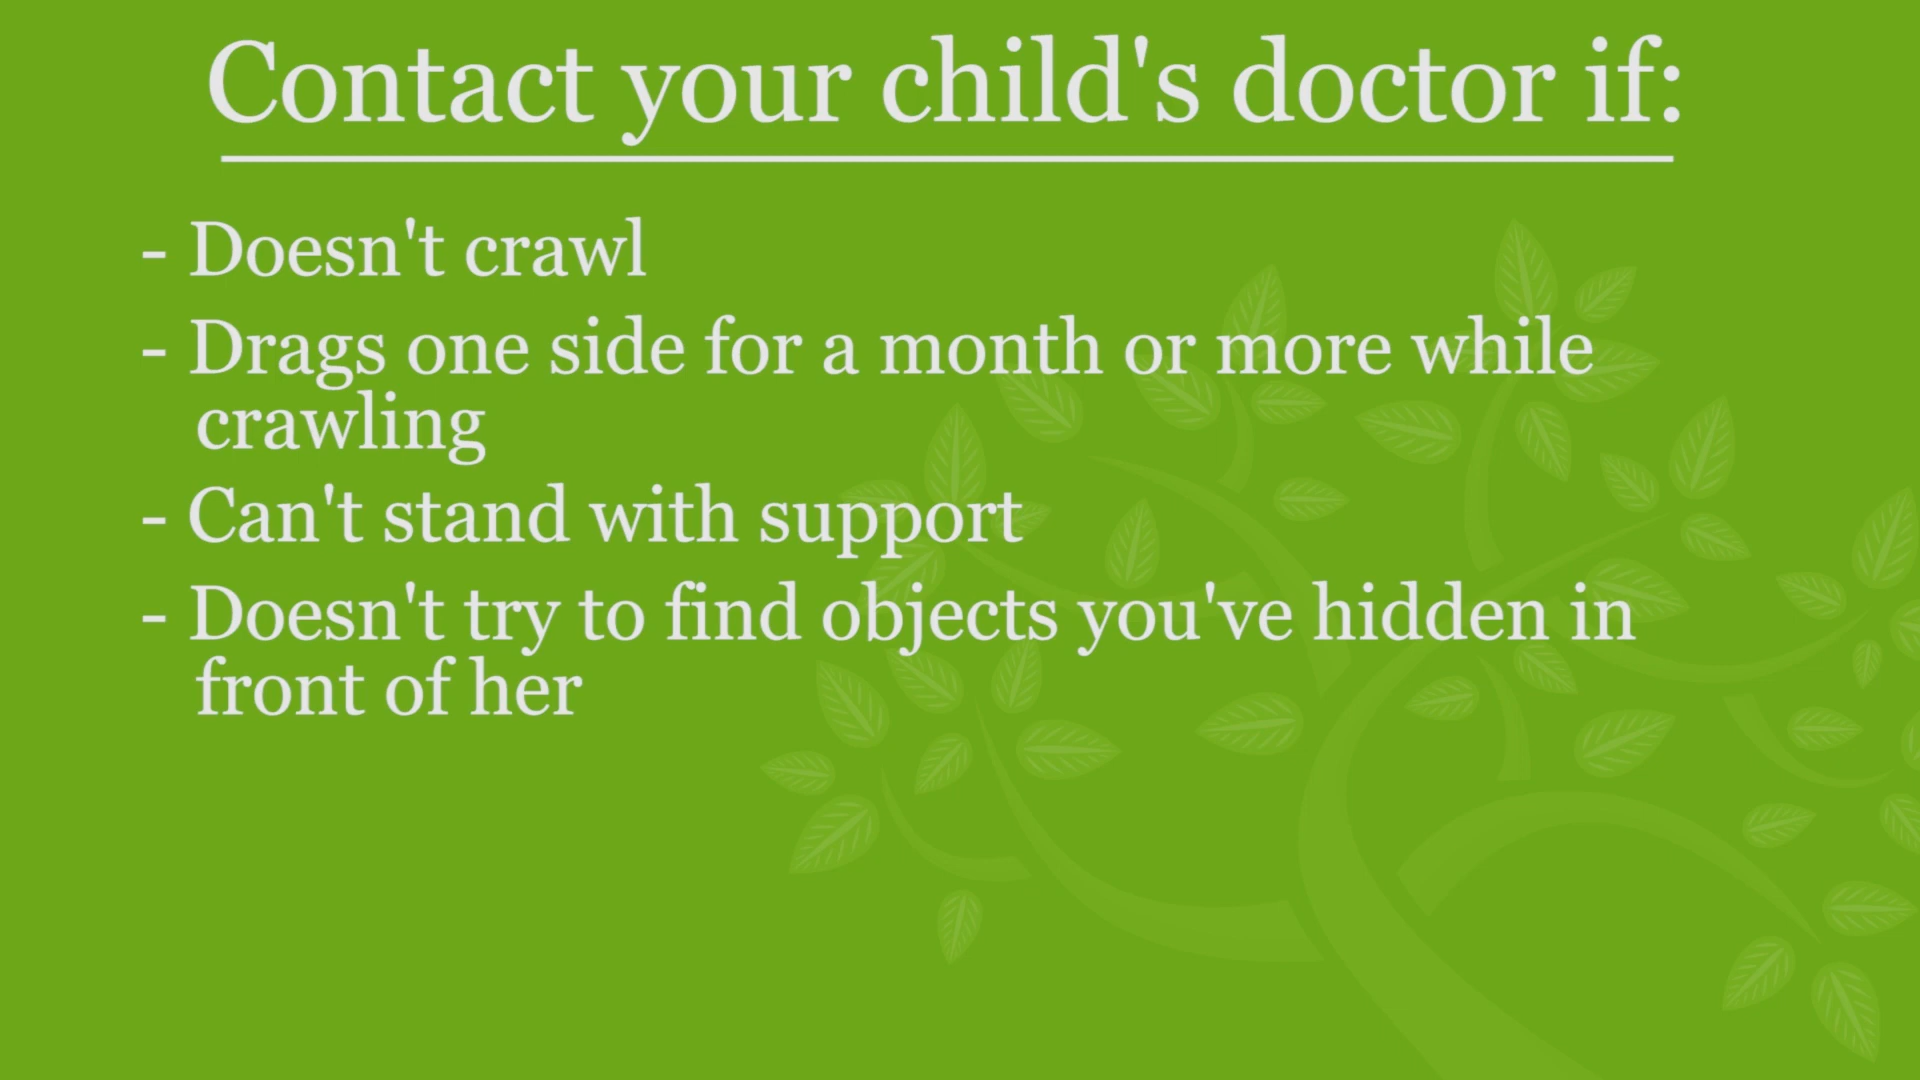 Contact your child's doctor if:
- Doesn't crawl
- Drags one side for a month or more while
crawling
- Can't stand with support
- Doesn't try to find objects you've hidden in
front of her